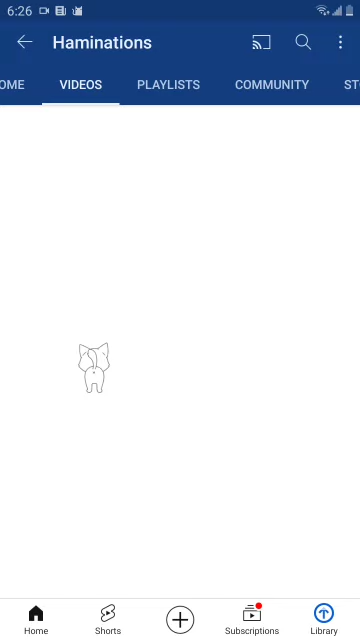 6:26
Haminations
OME
VIDEOS
PLAYLISTS
COMMUNITY
ST
Home
Shorts
Subscriptions
Library